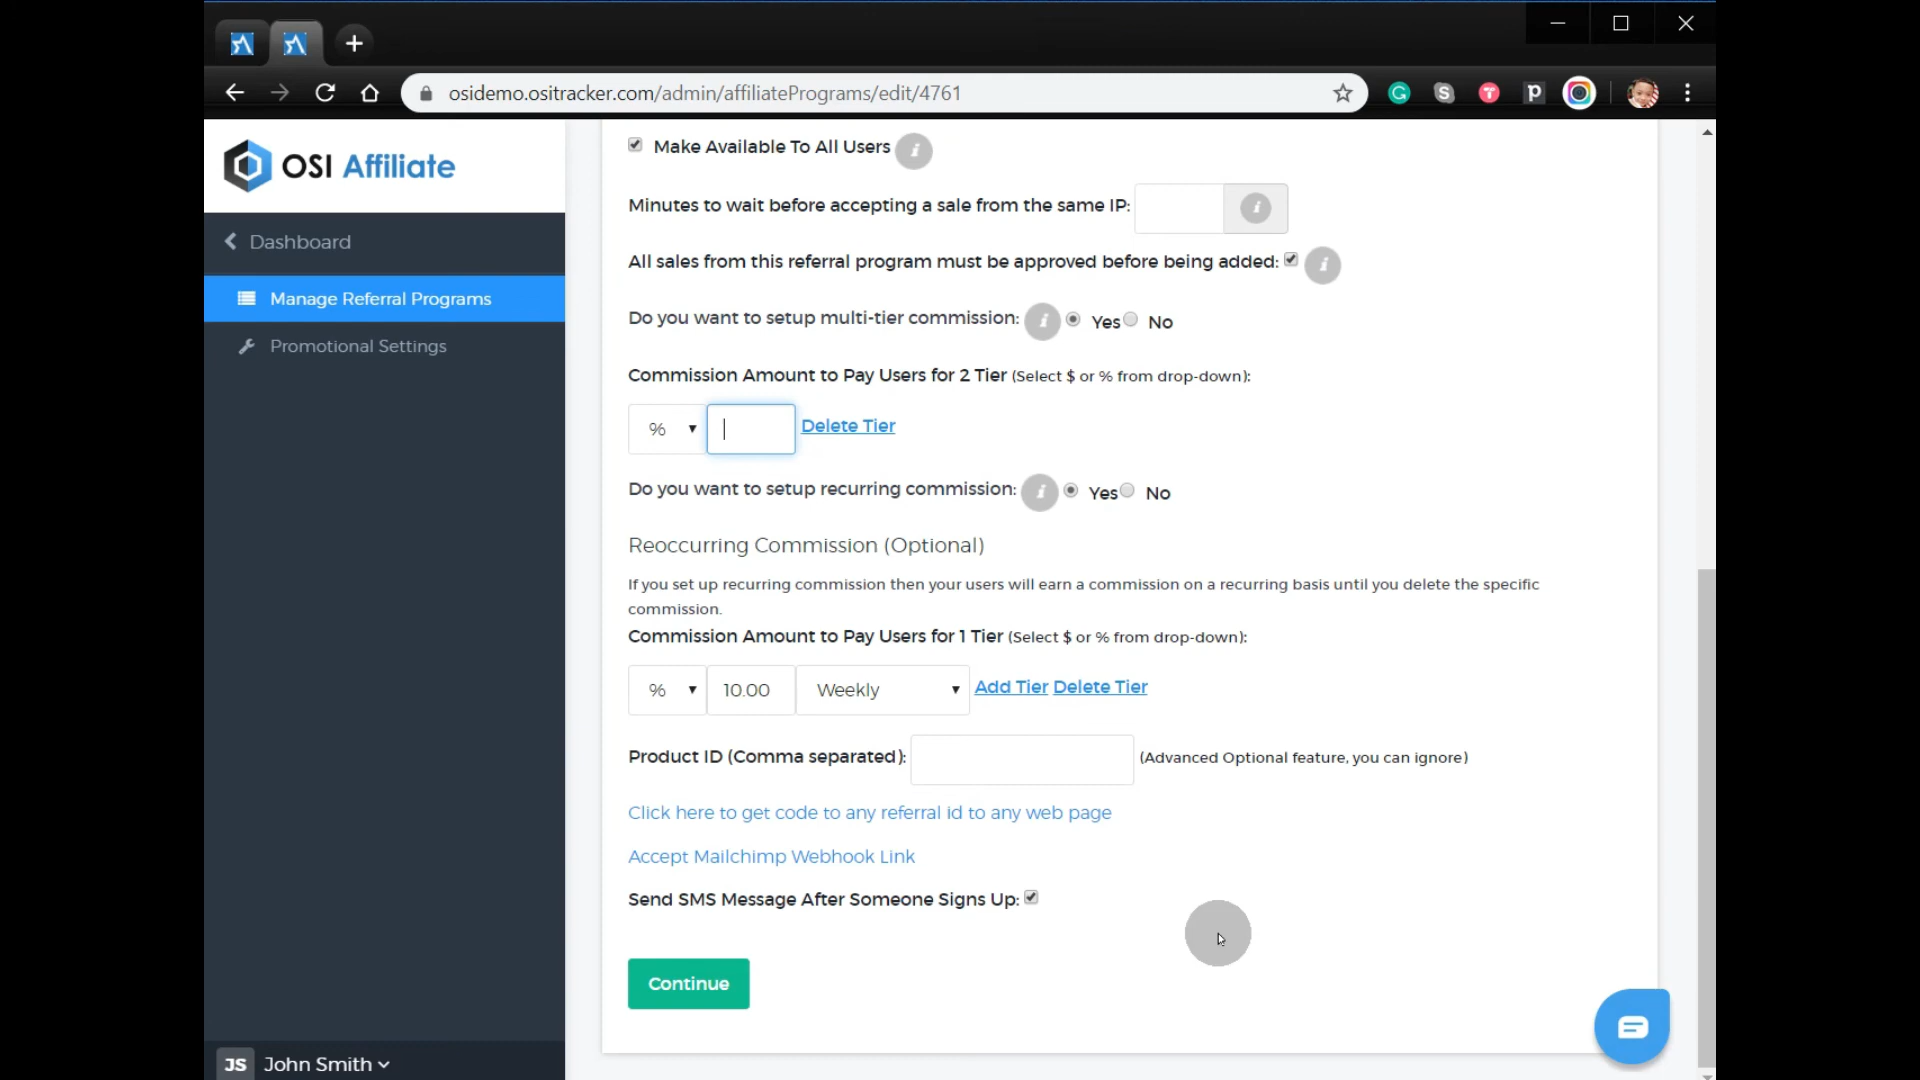 osidemo.ositracker.com/admin/affiliatePrograms/edit/4761
OSI Affiliate
Dashboard
Manage Referral Programs
Promotional Settings
Make Available To All Users
Minutes to wait before accepting a sale from the same IP:
All sales from this referral program must be approved before being added:
Do you want to setup multi-tier commission: Yes No
Commission Amount to Pay Users for 2 Tier (Select $ or % from drop-down):
% Delete Tier
Do you want to setup recurring commission: Yes No
Reoccurring Commission (Optional)
If you set up recurring commission then your users will earn a commission on a recurring basis until you delete the specific
commission.
Commission Amount to Pay Users for 1 Tier (Select $ or % from drop-down):
% 10.00 Weekly Add Tier Delete Tier
Product ID (Comma separated): (Advanced Optional feature, you can ignore)
Click here to get code to any referral id to any web page
Accept Mailchimp Webhook Link
Send SMS Message After Someone Signs Up:
Continue
JS John Smith